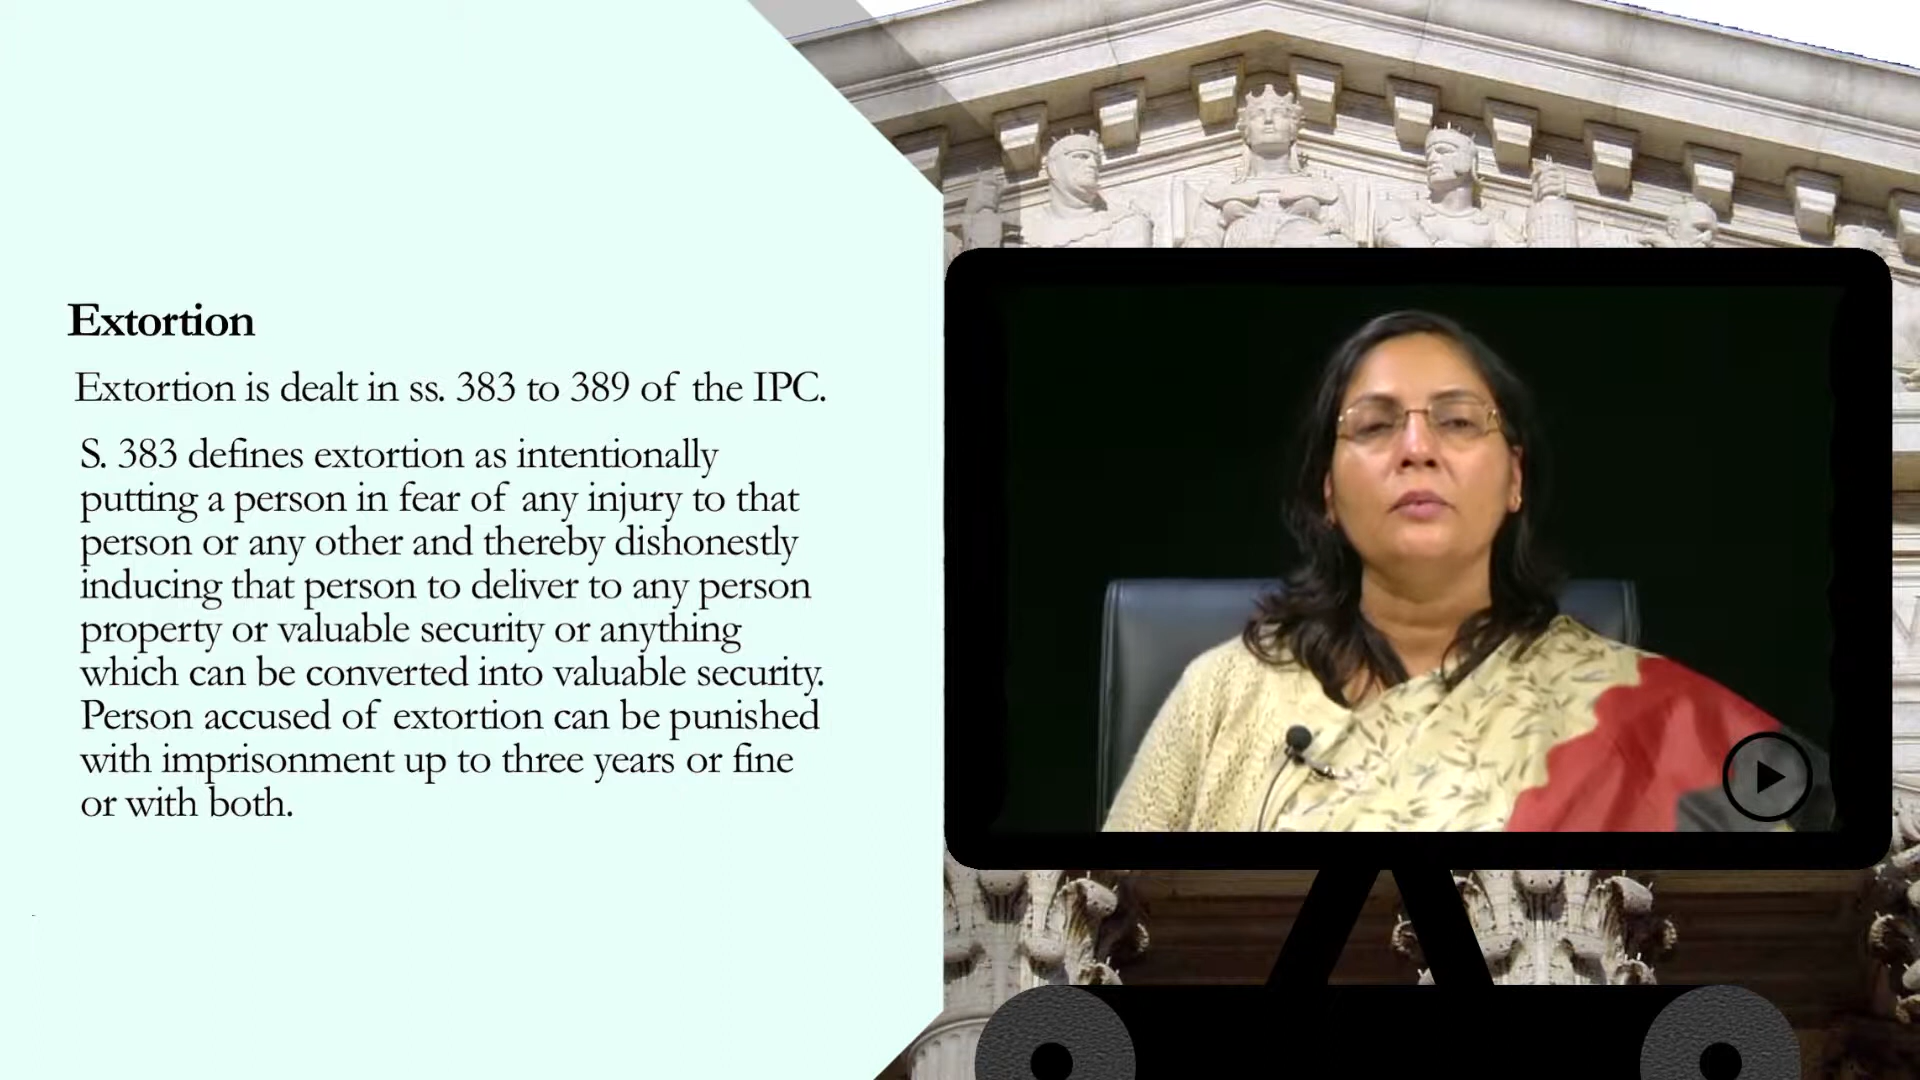 Extortion
Extortion is dealt in ss. 383 to 389 of the IPC.
S. 383 defines extortion as intentionally
putting a person in fear of any injury to that
person or any other and thereby dishonestly
inducing that person to deliver to any person
property or valuable security or anything
which can be converted into valuable security.
Person accused of extortion can be punished
with imprisonment up to three years or fine
or with both.